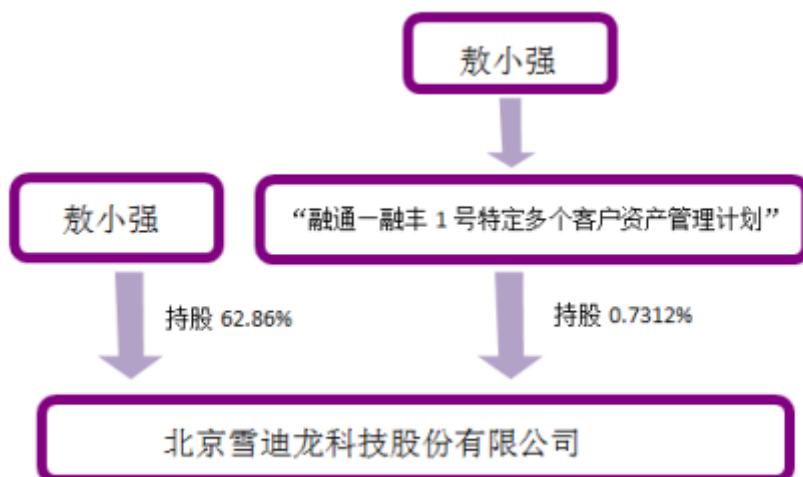 敖小强
敖小强
“融通一融丰 1 号特定多个客户资产管理计划”
持股 62.86%
持股 0.7312%
北京雪迪龙科技股份有限公司